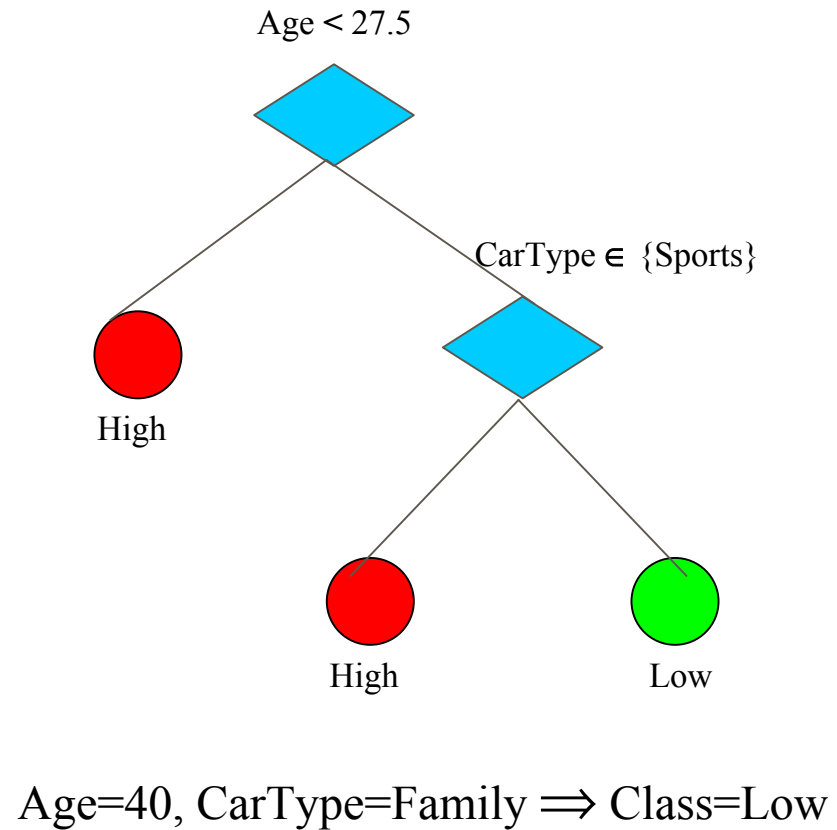 Age < 27.5
CarType ∈ {Sports}
High
High
Low
Age=40, CarType=Family ⇒ Class=Low